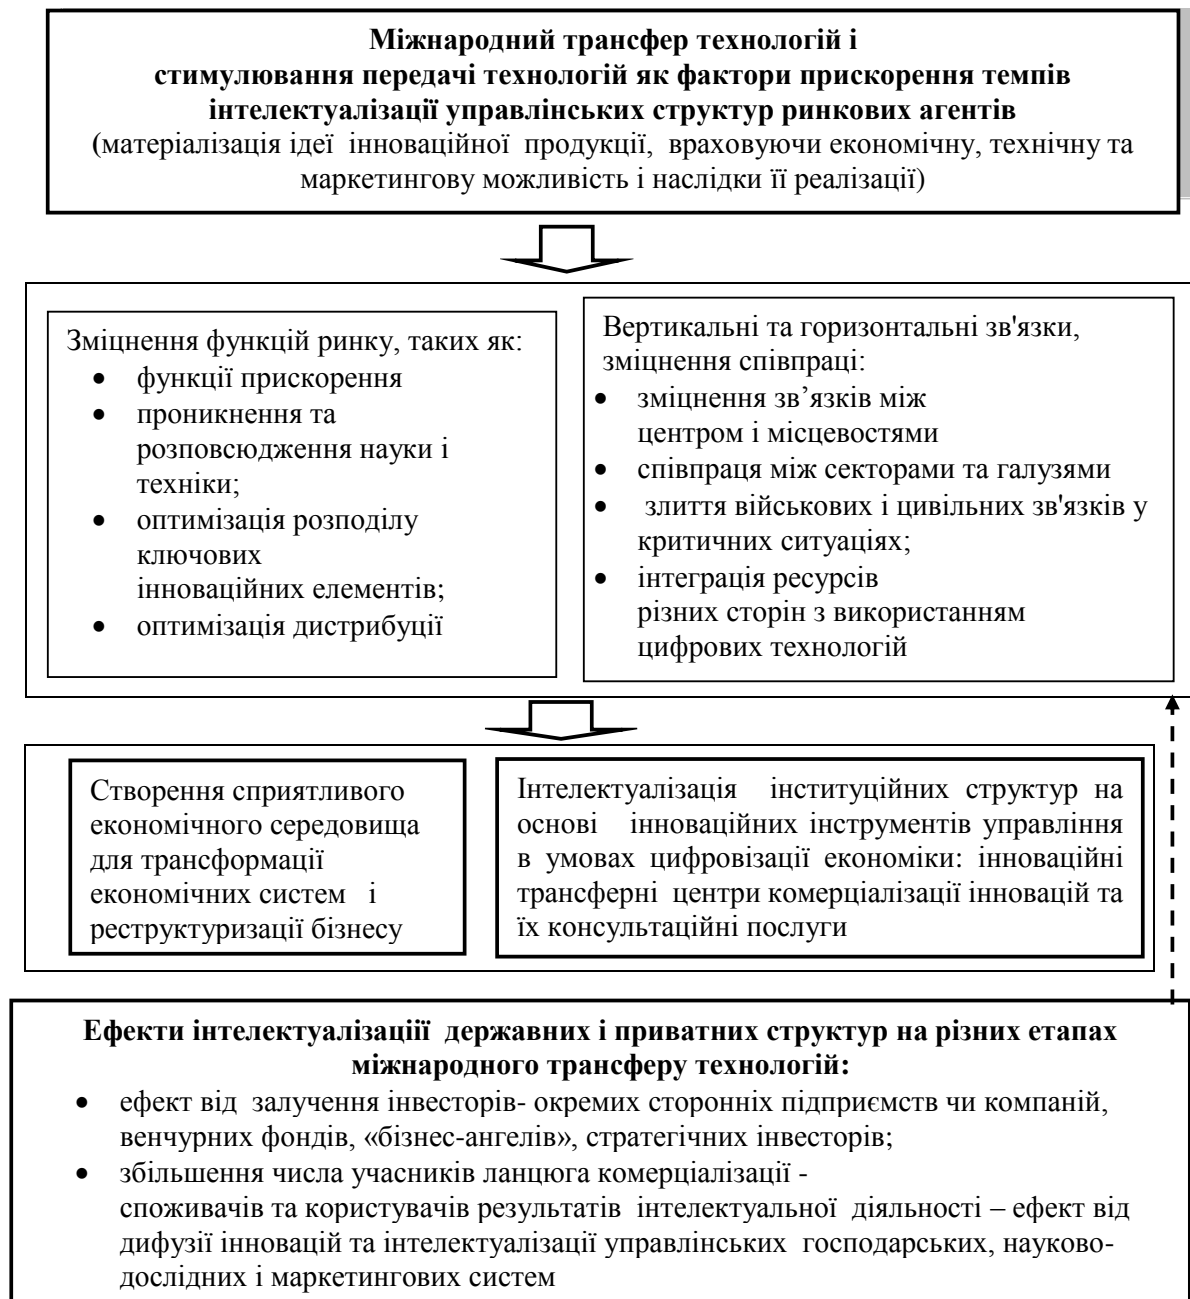 Міжнародний трансфер технологій і
стимулювання передачі технологій як фактори прискорення темпів
інтелектуалізації управлінських структур ринкових агентів
(матеріалізація ідеї інноваційної продукції, враховуючи економічну, технічну та
маркетингову можливість і наслідки її реалізації)
Зміцнення функцій ринку, таких як:
• функції прискорення
• проникнення та
розповсюдження науки і
техніки;
• оптимізація розподілу
ключових
інноваційних елементів;
• оптимізація дистрибуції
Вертикальні та горизонтальні зв'язки,
зміцнення співпраці:
• зміцнення зв’язків між
центром і місцевостями
• співпраця між секторами та галузями
• злиття військових і цивільних зв'язків у
критичних ситуаціях;
• інтеграція ресурсів
різних сторін з використанням
цифрових технологій
Створення сприятливого
економічного середовища
для трансформації
економічних систем і
реструктуризації бізнесу
Інтелектуалізація інституційних структур на
основі інноваційних інструментів управління
в умовах цифровізації економіки: інноваційні
трансферні центри комерціалізації інновацій та
їх консультаційні послуги
Ефекти інтелектуалізаціії державних і приватних структур на різних етапах
міжнародного трансферу технологій:
• ефект від залучення інвесторів- окремих сторонніх підприємств чи компаній,
венчурних фондів, «бізнес-ангелів», стратегічних інвесторів;
• збільшення числа учасників ланцюга комерціалізації -
споживачів та користувачів результатів інтелектуальної діяльності – ефект від
дифузії інновацій та інтелектуалізації управлінських господарських, науково-
дослідних і маркетингових систем